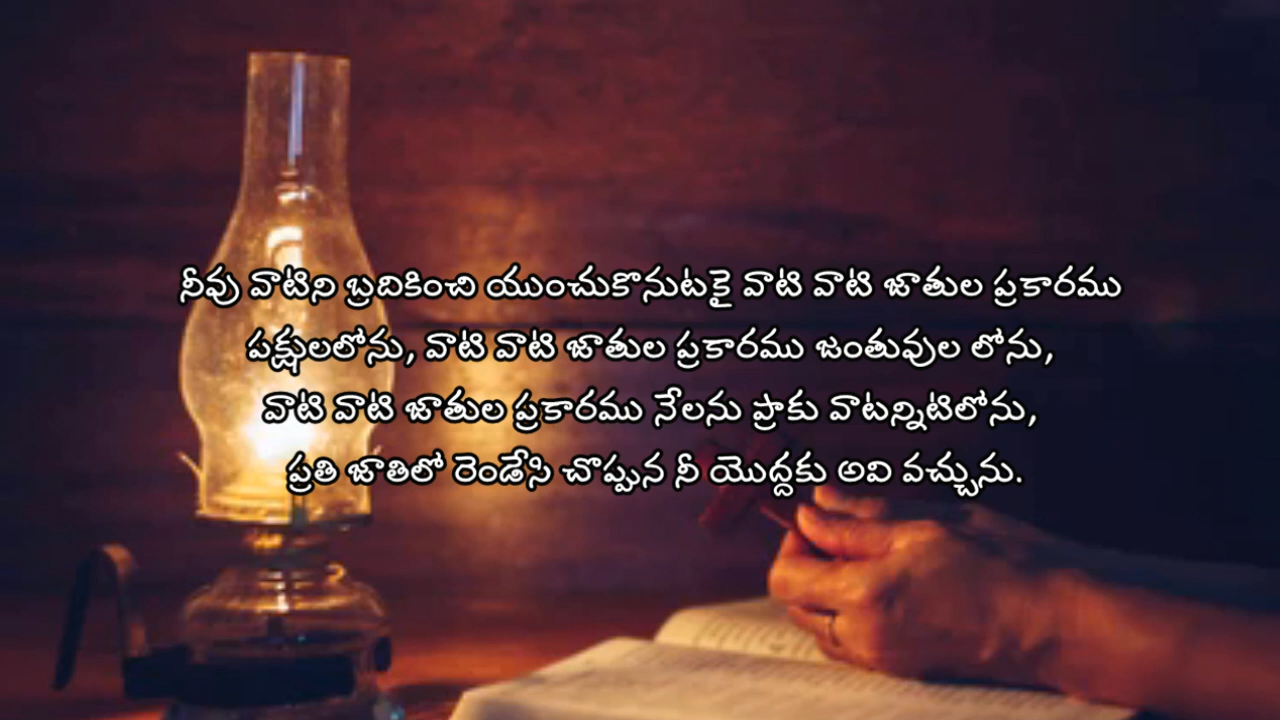 నీవు వాటిని బ్రదికించి యుంచుకొనుటకై వాటి వాటి జాతుల ప్రకారము
పక్షులలోను, వాటి వాటి జాతుల ప్రకారము జంతువుల లోను,
వాటి వాటి జాతుల ప్రకారము నేలను ప్రాకు వాటన్నిటిలోను,
ప్రతి జాతిలో రెండేసి చొప్పున నీ యొద్దకు అవి వచ్చును.